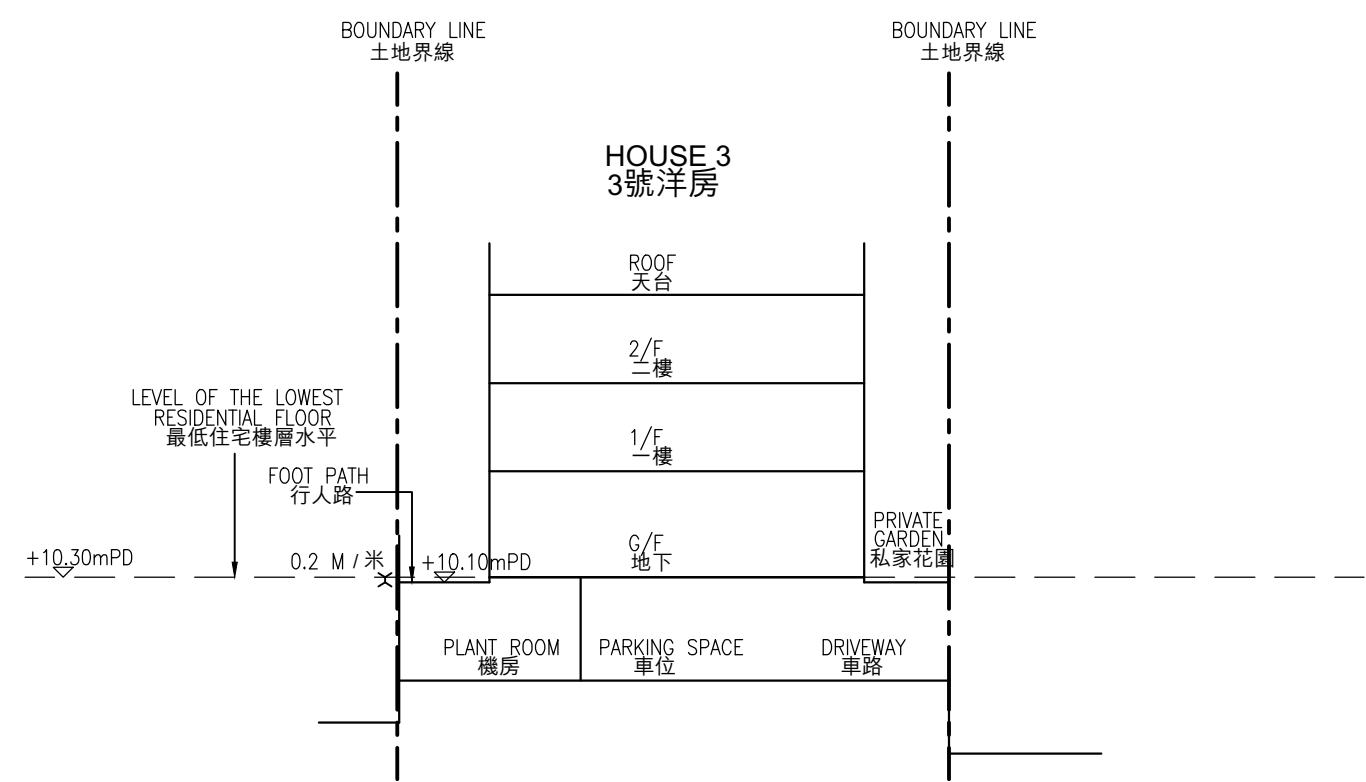 BOUNDARY LINE
土地界線
BOUNDARY LINE
土地界線
HOUSE 3
3號洋房
ROOF
天台
2/F
二樓
LEVEL OF THE LOWEST
RESIDENTIAL FLOOR
最低住宅樓層水平
1/F
一樓
FOOT PATH
行人路
PRIVATE
GARDEN
私家花園
+10.30mPD
0.2 M / 米
+10.10mPD
G/F
地下
PLANT ROOM
機房
PARKING SPACE
車位
DRIVEWAY
車路